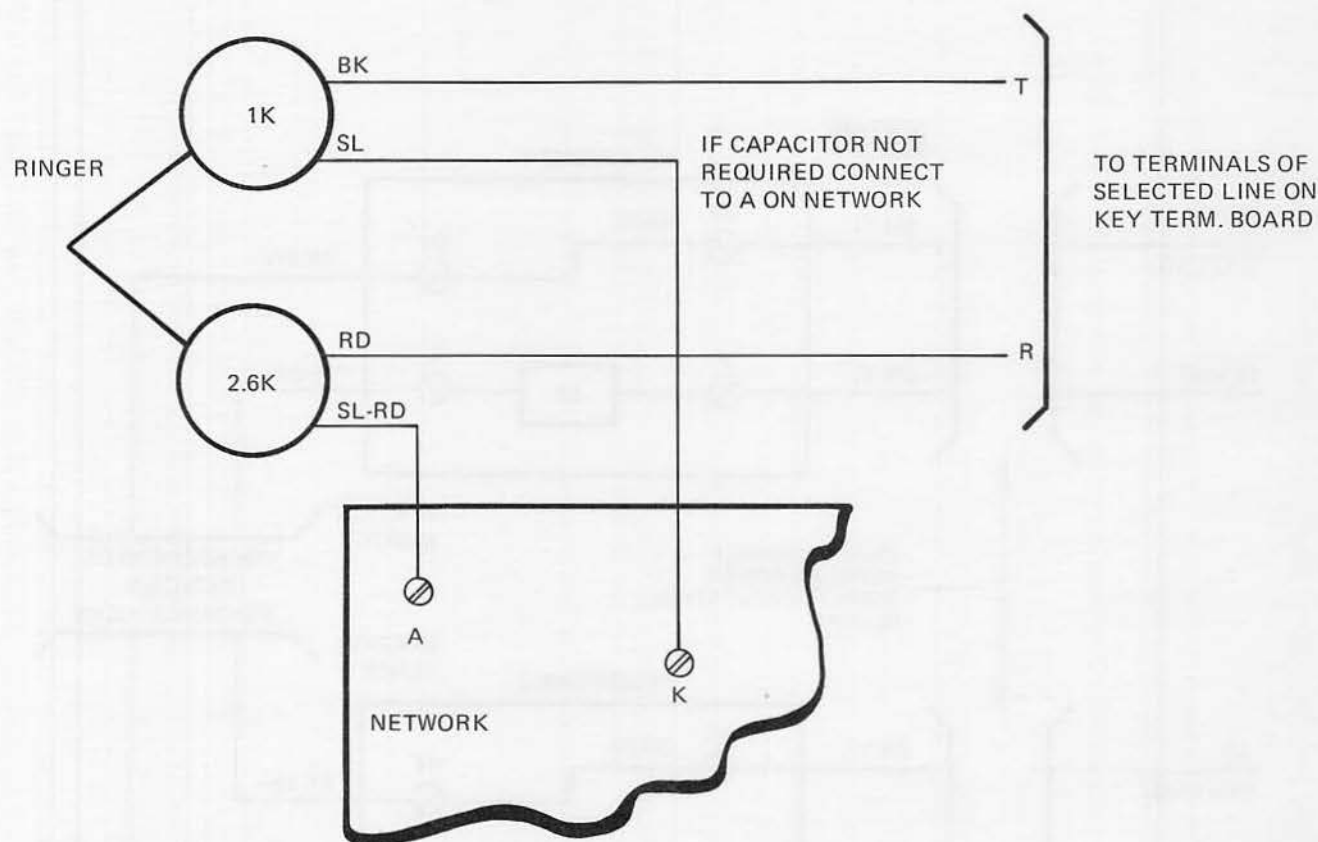 BK
T
1K
SL
RINGER
IF CAPACITOR NOT
REQUIRED CONNECT
TO A ON NETWORK
TO TERMINALS OF
SELECTED LINE ON
KEY TERM. BOARD
RD
R
2.6K
SL-RD
A
K
NETWORK